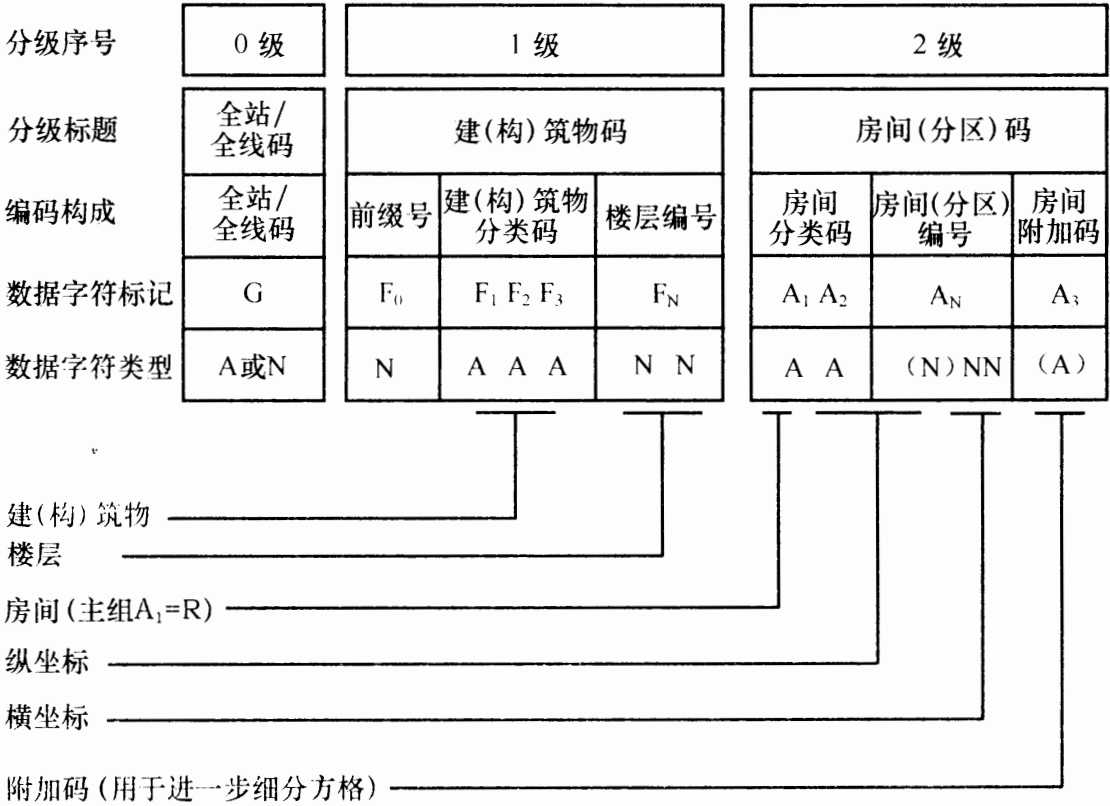 分级序号 0 级 1 级 2 级
分级标题 全站/全线码 建(构)筑物码 房间(分区)码
编码构成 全站/全线码 前缀号 建(构)筑物分类码 楼层编号 房间分类码 房间(分区)编号 房间附加码
数据字符标记 G F₀ F₁ F₂ F₃ F_N A₁ A₂ A_N A₃
数据字符类型 A或N N A A A N N A A (N)NN (A)
建(构)筑物
楼层
房间(主组A₁=R)
纵坐标
横坐标
附加码(用于进一步细分方格)